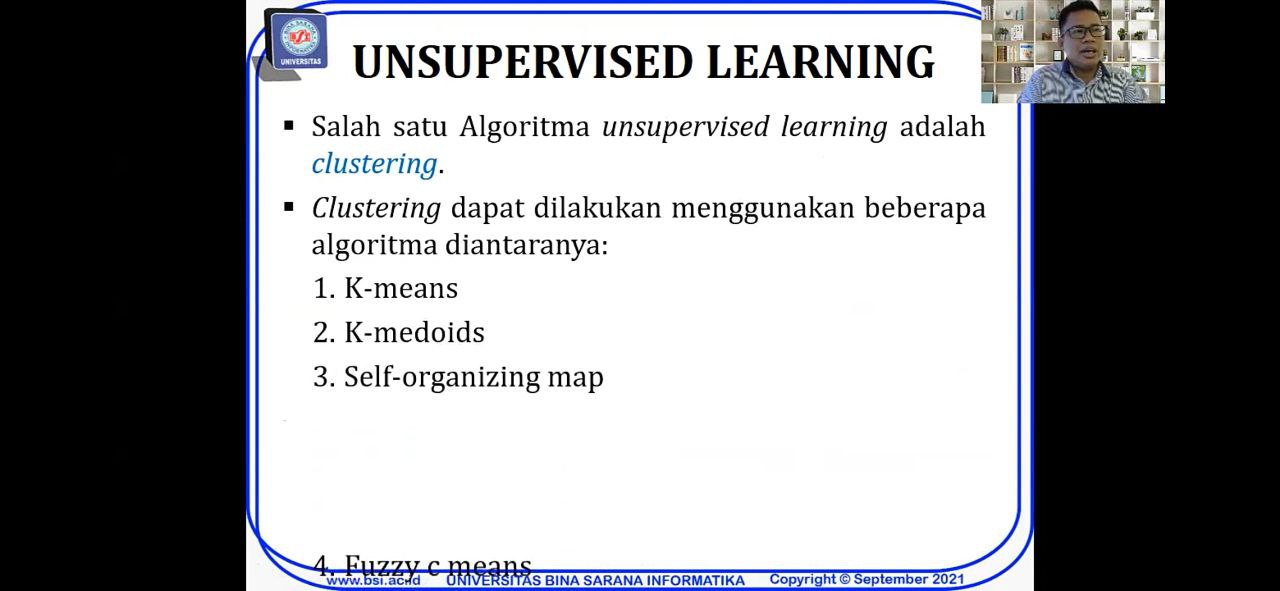 UNIVERSITAS
UNSUPERVISED LEARNING
▪ Salah satu Algoritma unsupervised learning adalah
clustering.
▪ Clustering dapat dilakukan menggunakan beberapa
algoritma diantaranya:
1. K-means
2. K-medoids
3. Self-organizing map
4. Fuzzy c means
www.bsi.ac.id UNIVERSITAS BINA SARANA INFORMATIKA Copyright © September 2021